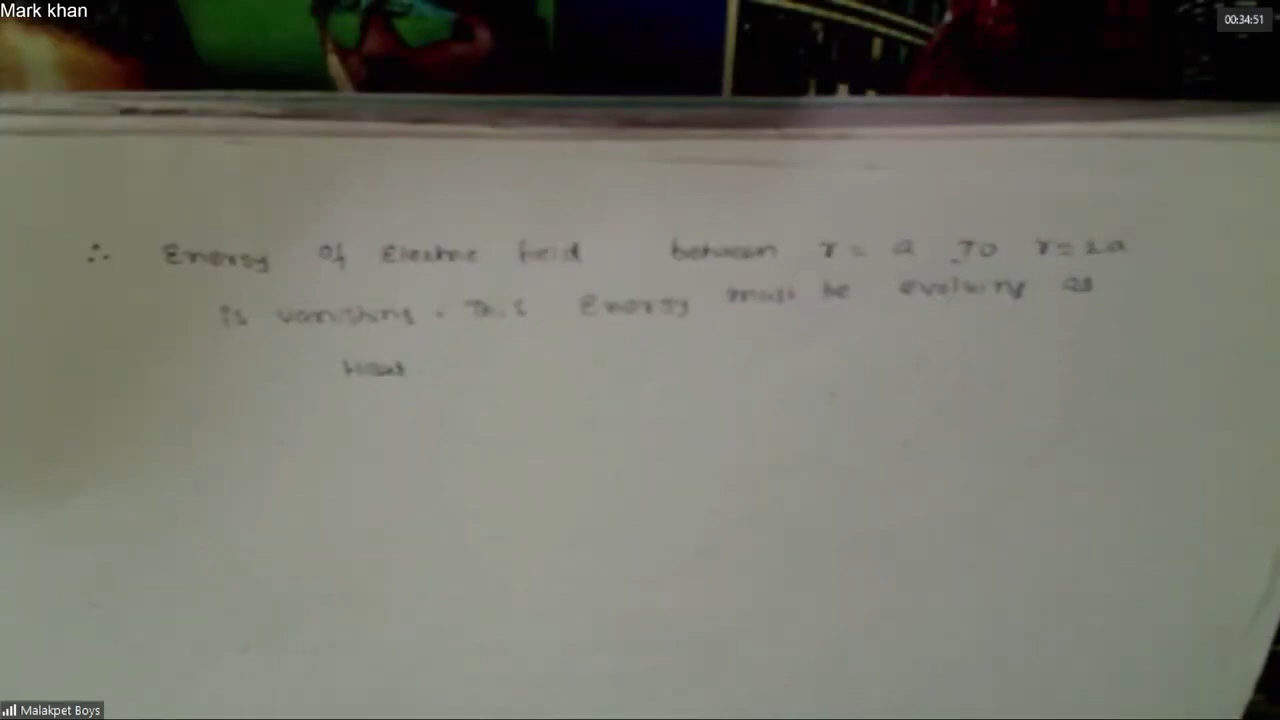 Mark khan
00:34:51
∴ Energy of Electric field between r = a To r = 2a
is vanishing. This Energy must be evolving as
Heat
Malakpet Boys